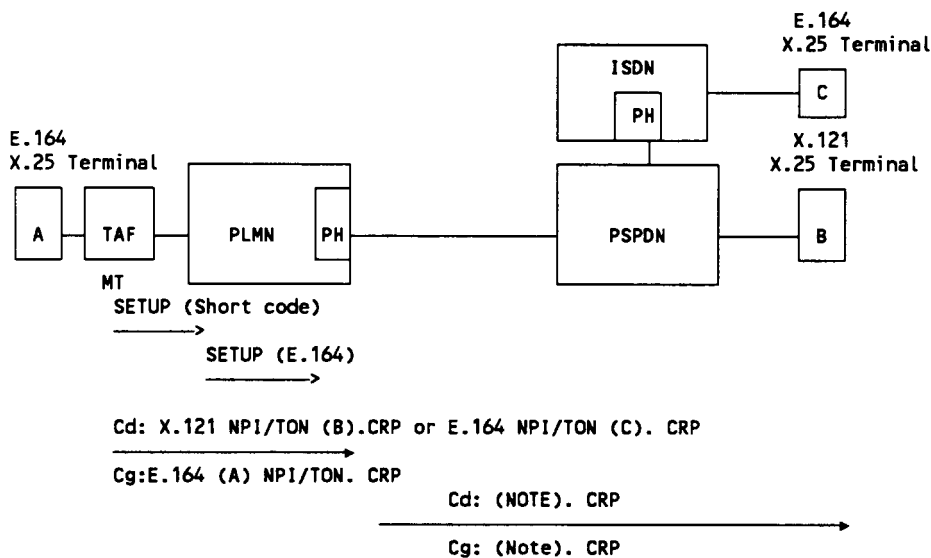 E.164
X.25 Terminal
ISDN
PH
C
E.164
X.25 Terminal
X.121
X.25 Terminal
A
TAF
PLMN
PH
PSPDN
B
MT
SETUP (Short code)
SETUP (E.164)
Cd: X.121 NPI/TON (B).CRP or E.164 NPI/TON (C). CRP
Cg:E.164 (A) NPI/TON. CRP
Cd: (NOTE). CRP
Cg: (Note). CRP